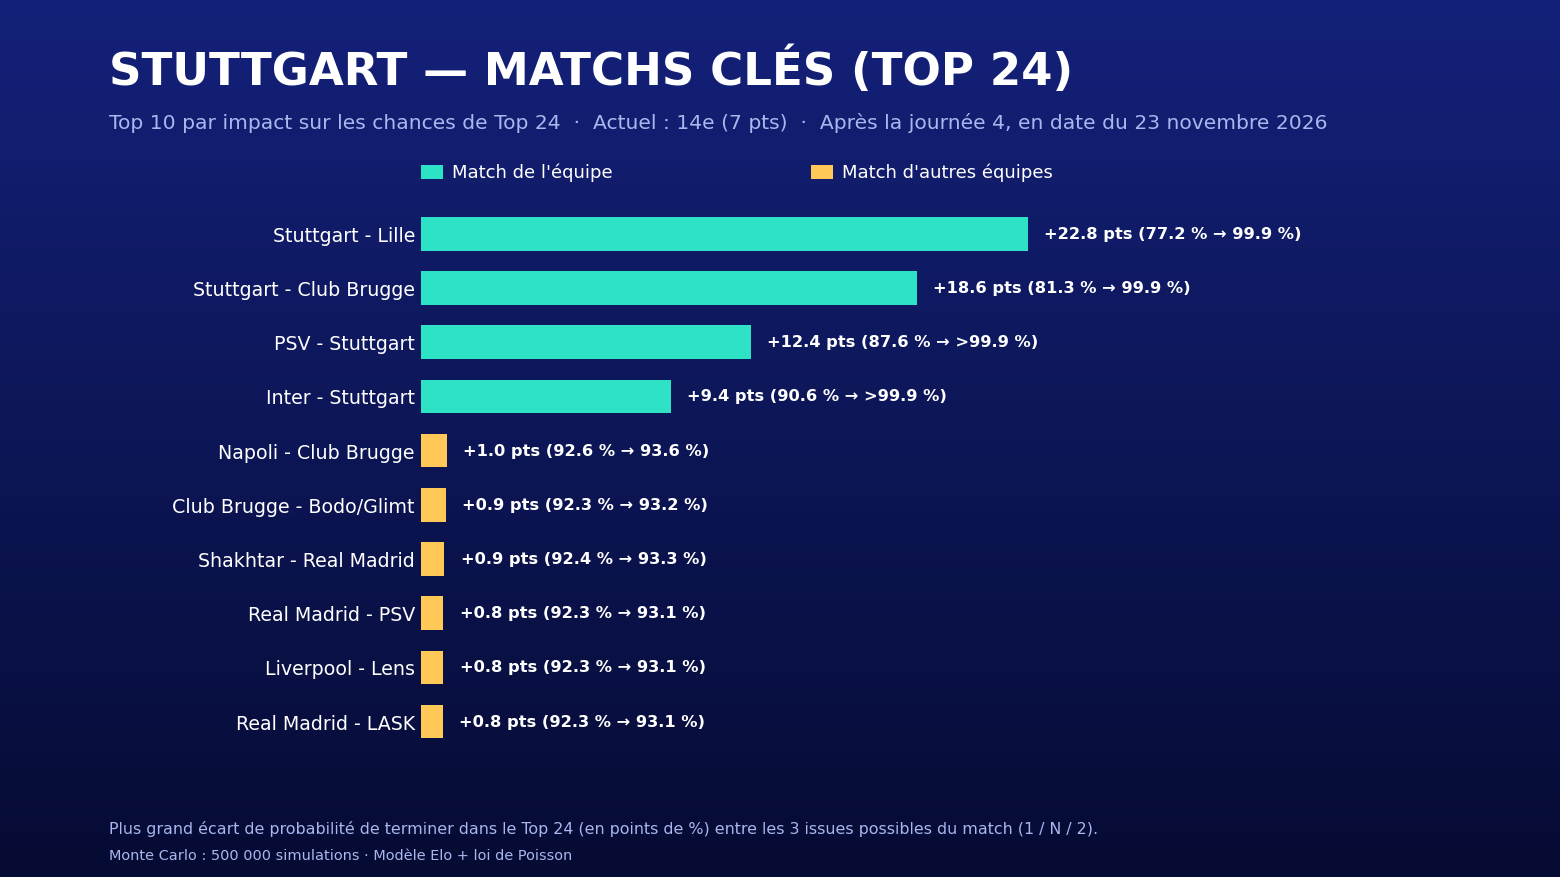 STUTTGART — MATCHS CLÉS (TOP 24)
Top 10 par impact sur les chances de Top 24 · Actuel : 14e (7 pts) · Après la journée 4, en date du 23 novembre 2026
Match de l'équipe
Match d'autres équipes
Stuttgart - Lille +22.8 pts (77.2 % → 99.9 %)
Stuttgart - Club Brugge +18.6 pts (81.3 % → 99.9 %)
PSV - Stuttgart +12.4 pts (87.6 % → >99.9 %)
Inter - Stuttgart +9.4 pts (90.6 % → >99.9 %)
Napoli - Club Brugge +1.0 pts (92.6 % → 93.6 %)
Club Brugge - Bodo/Glimt +0.9 pts (92.3 % → 93.2 %)
Shakhtar - Real Madrid +0.9 pts (92.4 % → 93.3 %)
Real Madrid - PSV +0.8 pts (92.3 % → 93.1 %)
Liverpool - Lens +0.8 pts (92.3 % → 93.1 %)
Real Madrid - LASK +0.8 pts (92.3 % → 93.1 %)
Plus grand écart de probabilité de terminer dans le Top 24 (en points de %) entre les 3 issues possibles du match (1 / N / 2).
Monte Carlo : 500 000 simulations · Modèle Elo + loi de Poisson